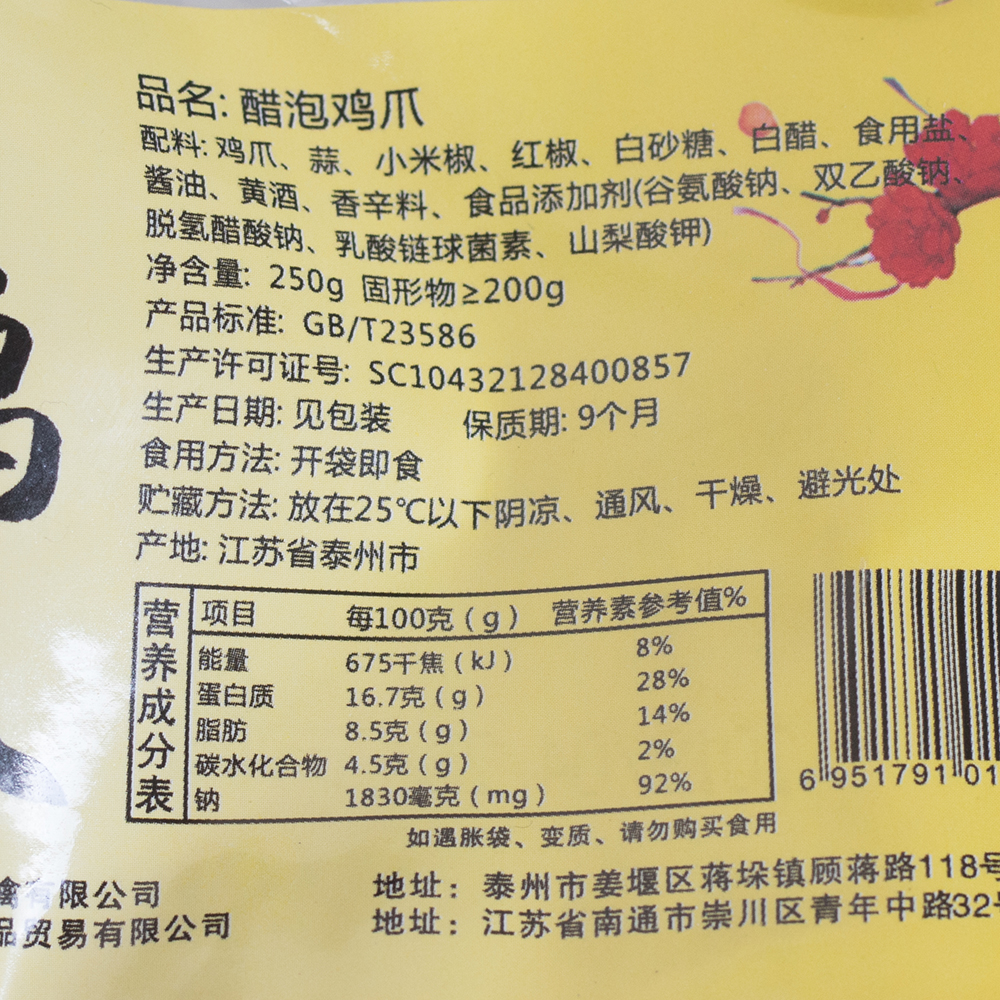 品名: 醋泡鸡爪
配料: 鸡爪、蒜、小米椒、红椒、白砂糖、白醋、食用盐、
酱油、黄酒、香辛料、食品添加剂(谷氨酸钠、双乙酸钠、
脱氢醋酸钠、乳酸链球菌素、山梨酸钾)
净含量: 250g 固形物≥200g
产品标准: GB/T23586
生产许可证号: SC10432128400857
生产日期: 见包装 保质期: 9个月
食用方法: 开袋即食
贮藏方法: 放在25℃以下阴凉、通风、干燥、避光处
产地: 江苏省泰州市
营养成分表
项目 每100克(g) 营养素参考值%
能量 675千焦(kJ) 8%
蛋白质 16.7克(g) 28%
脂肪 8.5克(g) 14%
碳水化合物 4.5克(g) 2%
钠 1830毫克(mg) 92%
6 951791 01
如遇胀袋、变质、请勿购买食用
禽有限公司 地址: 泰州市姜堰区蒋垛镇顾蒋路118号
品贸易有限公司 地址: 江苏省南通市崇川区青年中路32